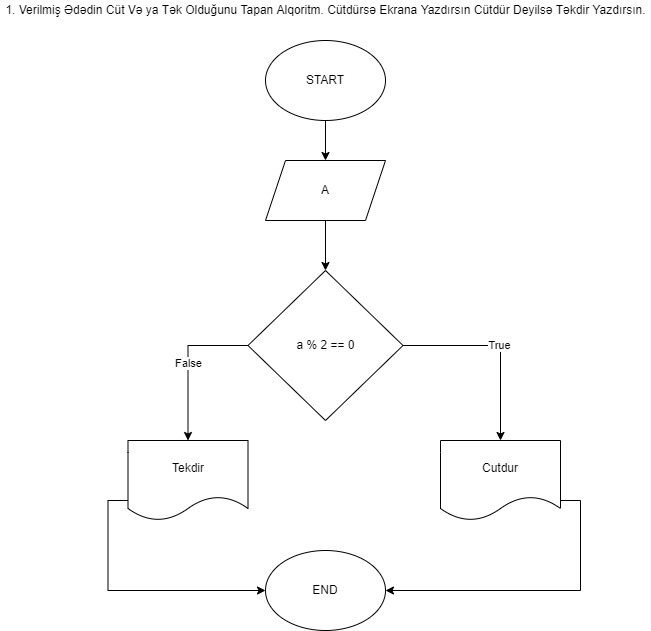 1. Verilmiş Ədədin Cüt Və ya Tək Olduğunu Tapan Alqoritm. Cütdürsə Ekrana Yazdırsın Cütdür Deyilsə Təkdir Yazdırsın.
START
A
a % 2 == 0
True
False
Tekdir
Cutdur
END